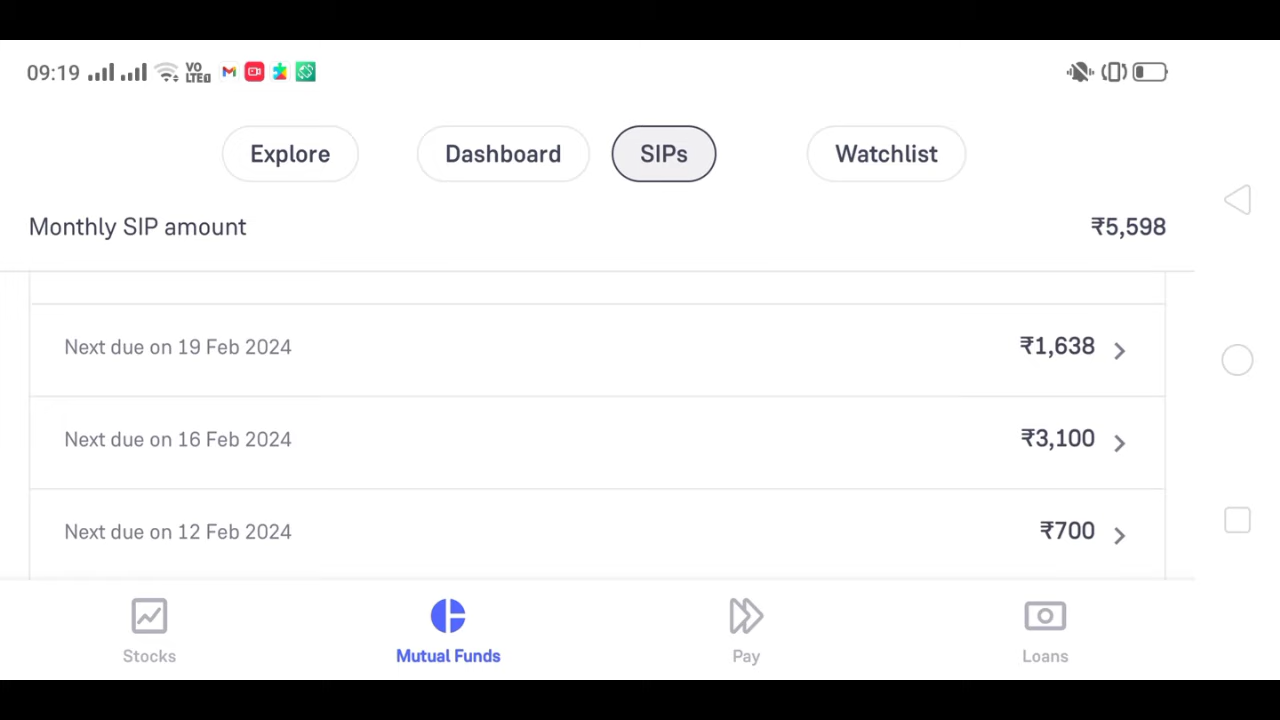 09:19 VO LTE1
Explore Dashboard SIPs Watchlist
Monthly SIP amount ₹5,598
Next due on 19 Feb 2024 ₹1,638
Next due on 16 Feb 2024 ₹3,100
Next due on 12 Feb 2024 ₹700
Stocks Mutual Funds Pay Loans